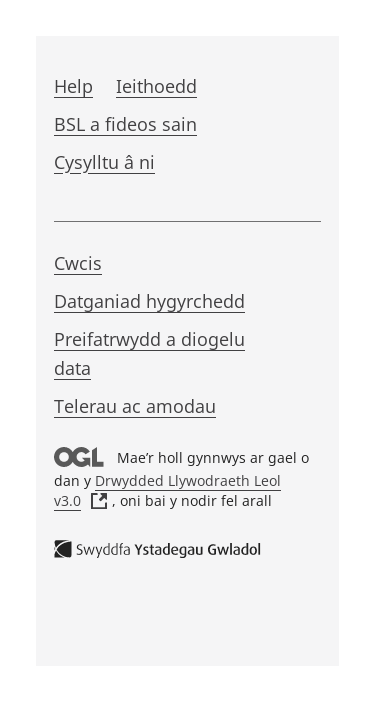 Help Ieithoedd
BSL a fideos sain
Cysylltu â ni
Cwcis
Datganiad hygyrchedd
Preifatrwydd a diogelu
data
Telerau ac amodau
OGL Mae’r holl gynnwys ar gael o
dan y Drwydded Llywodraeth Leol
v3.0 , oni bai y nodir fel arall
Swyddfa Ystadegau Gwladol